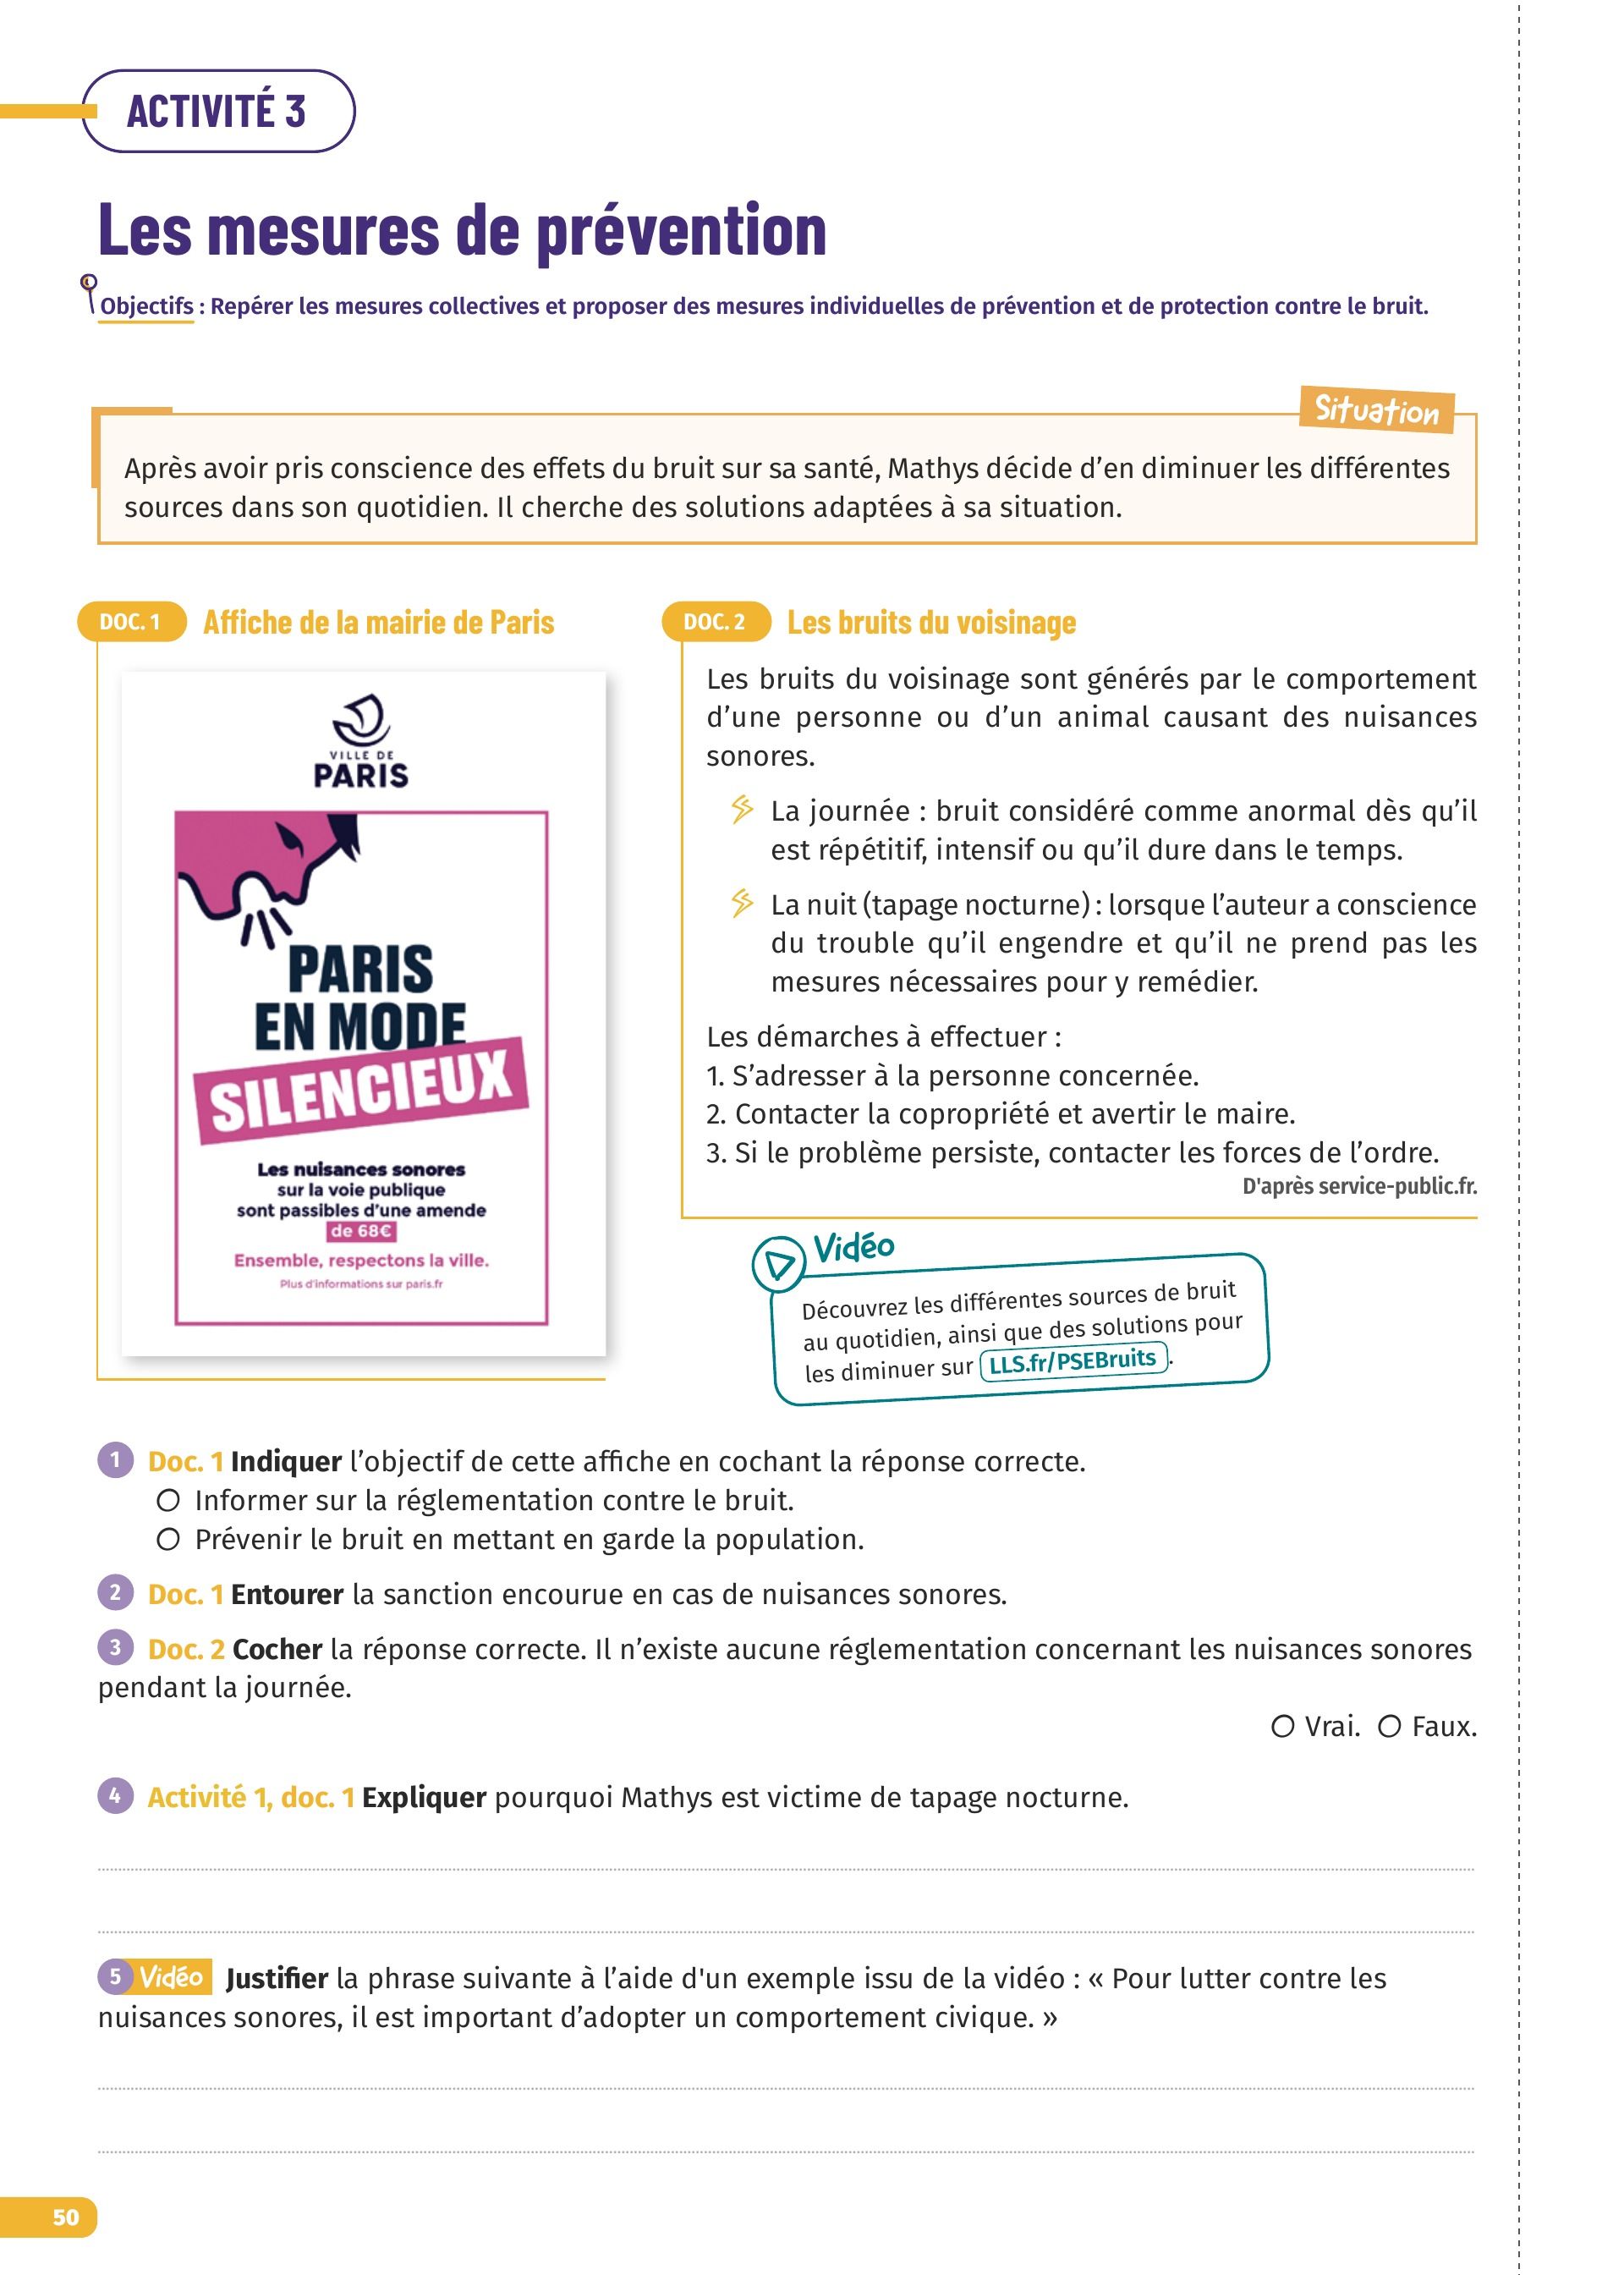 ACTIVITÉ 3
Les mesures de prévention
Objectifs : Repérer les mesures collectives et proposer des mesures individuelles de prévention et de protection contre le bruit.
Situation
Après avoir pris conscience des effets du bruit sur sa santé, Mathys décide d’en diminuer les différentes
sources dans son quotidien. Il cherche des solutions adaptées à sa situation.
DOC. 1 Affiche de la mairie de Paris
VILLE DE
PARIS
PARIS
EN MODE
SILENCIEUX
Les nuisances sonores
sur la voie publique
sont passibles d’une amende
de 68€
Ensemble, respectons la ville.
Plus d’informations sur paris.fr
DOC. 2 Les bruits du voisinage
Les bruits du voisinage sont générés par le comportement
d’une personne ou d’un animal causant des nuisances
sonores.
La journée : bruit considéré comme anormal dès qu’il
est répétitif, intensif ou qu’il dure dans le temps.
La nuit (tapage nocturne) : lorsque l’auteur a conscience
du trouble qu’il engendre et qu’il ne prend pas les
mesures nécessaires pour y remédier.
Les démarches à effectuer :
1. S’adresser à la personne concernée.
2. Contacter la copropriété et avertir le maire.
3. Si le problème persiste, contacter les forces de l’ordre.
D'après service-public.fr.
Vidéo
Découvrez les différentes sources de bruit
au quotidien, ainsi que des solutions pour
les diminuer sur LLS.fr/PSEBruits .
1 Doc. 1 Indiquer l’objectif de cette affiche en cochant la réponse correcte.
Informer sur la réglementation contre le bruit.
Prévenir le bruit en mettant en garde la population.
2 Doc. 1 Entourer la sanction encourue en cas de nuisances sonores.
3 Doc. 2 Cocher la réponse correcte. Il n’existe aucune réglementation concernant les nuisances sonores
pendant la journée.
Vrai. Faux.
4 Activité 1, doc. 1 Expliquer pourquoi Mathys est victime de tapage nocturne.
5 Vidéo Justifier la phrase suivante à l’aide d'un exemple issu de la vidéo : « Pour lutter contre les
nuisances sonores, il est important d’adopter un comportement civique. »
50